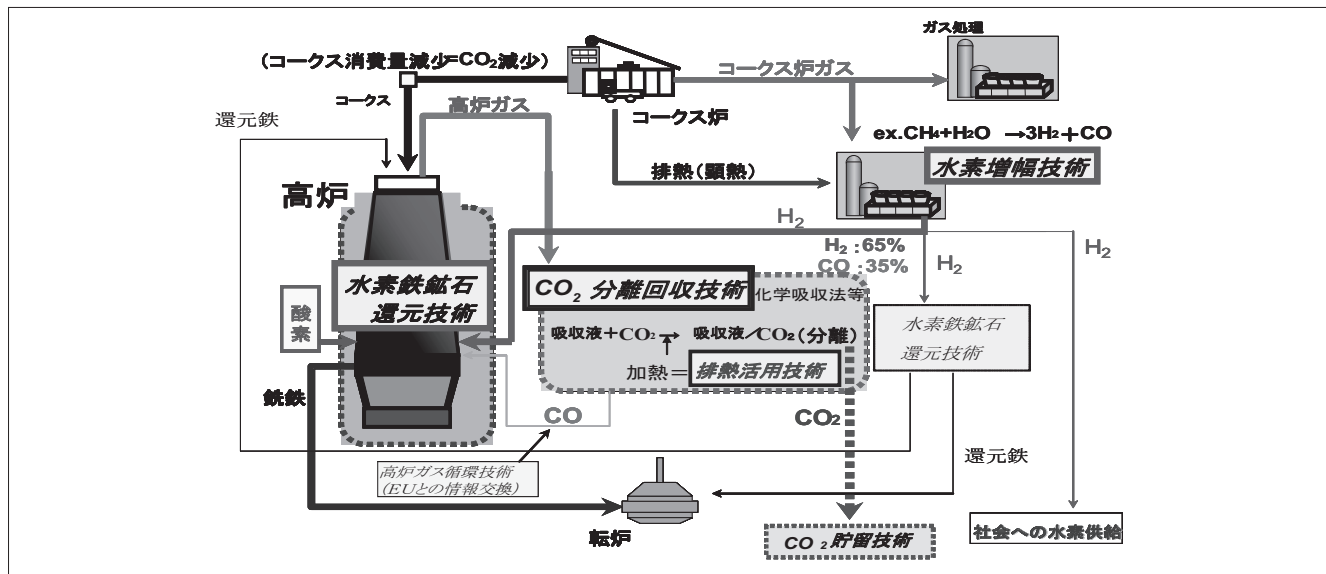 ガス処理
(コークス消費量減少=CO2減少)
コークス炉ガス
コークス
高炉ガス
コークス炉
還元鉄
ex.CH4+H2O →3H2+CO
水素増幅技術
排熱(顕熱)
高炉
H2
H2:65%
CO:35%
H2
H2
水素鉄鉱石
還元技術
CO2 分離回収技術
化学吸収法等
酸素
吸収液+CO2→ 吸収液/CO2(分離)
水素鉄鉱石
還元技術
加熱=排熱活用技術
銑鉄
CO
CO2
還元鉄
高炉ガス循環技術
(EUとの情報交換)
転炉
CO2貯留技術
社会への水素供給